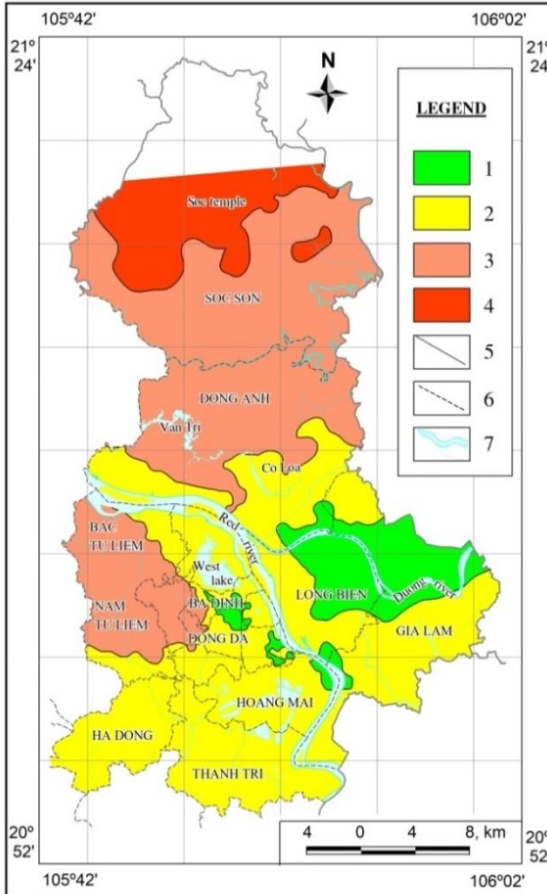 105º42'
106º02'
21º
24'
21º
24'
N
LEGEND
1
2
3
4
5
6
7
Soc temple
SOC SON
DONG ANH
Van Tri
Co Loa
Red river
BAC
TU LIEM
West
lake
LONG BIEN
Duong river
BA DINH
NAM
TU LIEM
DONG DA
GIA LAM
HOANG MAI
HA DONG
THANH TRI
4 0 4 8, km
20º
52'
20º
52'
105º42'
106º02'